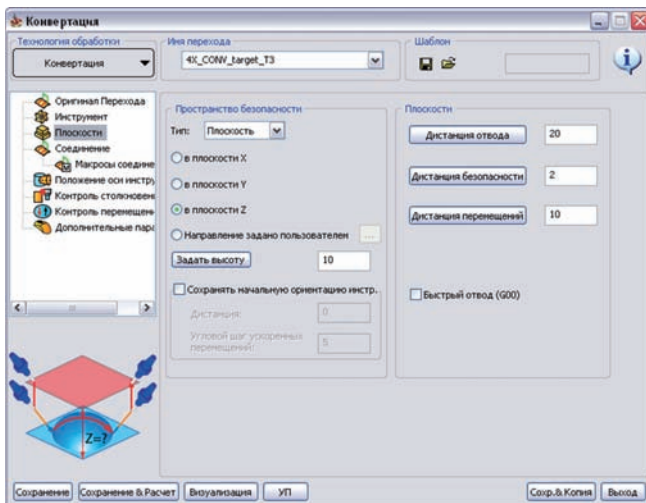 Конвертация
Технология обработки
Конвертация
Имя перехода
4X_CONV_target_T3
Шаблон
Оригинал Перехода
Инструмент
Плоскости
Соединение
Макросы соедине
Положение оси инстру
Контроль столкновени
Контроль перемещени
Дополнительные пара
Пространство безопасности
Тип: Плоскость
в плоскости X
в плоскости Y
в плоскости Z
Направление задано пользователем ...
Задать высоту 10
Сохранять начальную ориентацию инстр.
Дистанция: 0
Угловой шаг ускоренных
перемещений: 5
Плоскости
Дистанция отвода 20
Дистанция безопасности 2
Дистанция перемещений 10
Быстрый отвод (G00)
Z=?
Сохранение
Сохранение & Расчет
Визуализация
УП
Сохр.& Копия
Выход